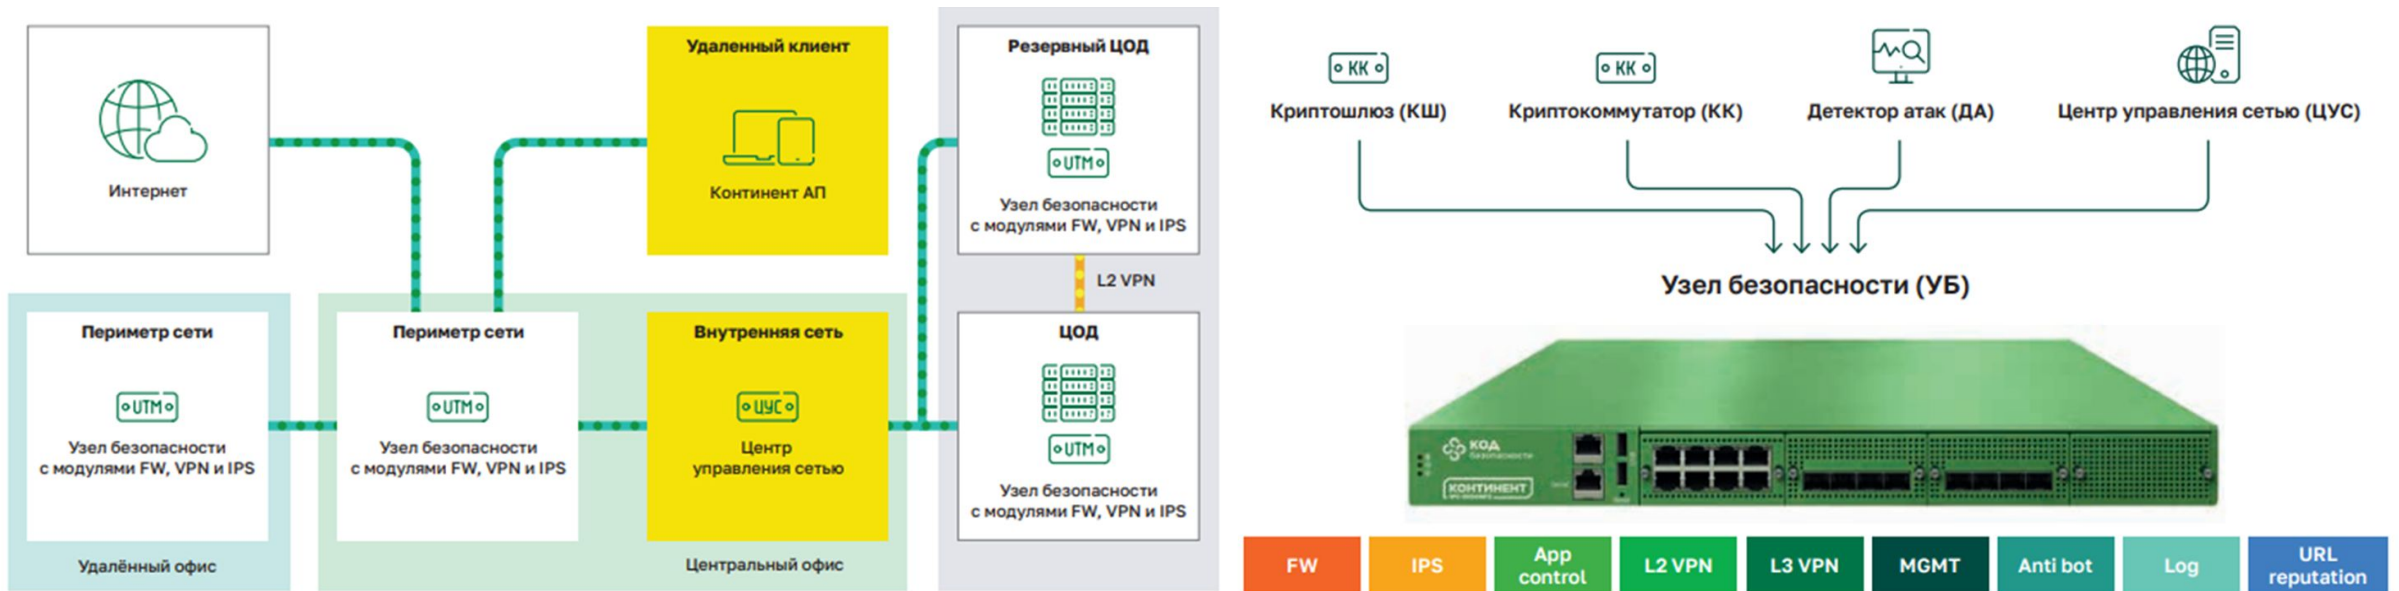 Интернет
Удаленный клиент
Континент АП
Резервный ЦОД
UTM
Узел безопасности
с модулями FW, VPN и IPS
L2 VPN
Периметр сети
UTM
Узел безопасности
с модулями FW, VPN и IPS
Удалённый офис
Периметр сети
UTM
Узел безопасности
с модулями FW, VPN и IPS
Внутренняя сеть
ЦУС
Центр
управления сетью
Центральный офис
ЦОД
UTM
Узел безопасности
с модулями FW, VPN и IPS
КК
Криптошлюз (КШ)
КК
Криптокоммутатор (КК)
Детектор атак (ДА)
Центр управления сетью (ЦУС)
Узел безопасности (УБ)
КОД
безопасности
КОНТИНЕНТ
FW
IPS
App
control
L2 VPN
L3 VPN
MGMT
Anti bot
Log
URL
reputation